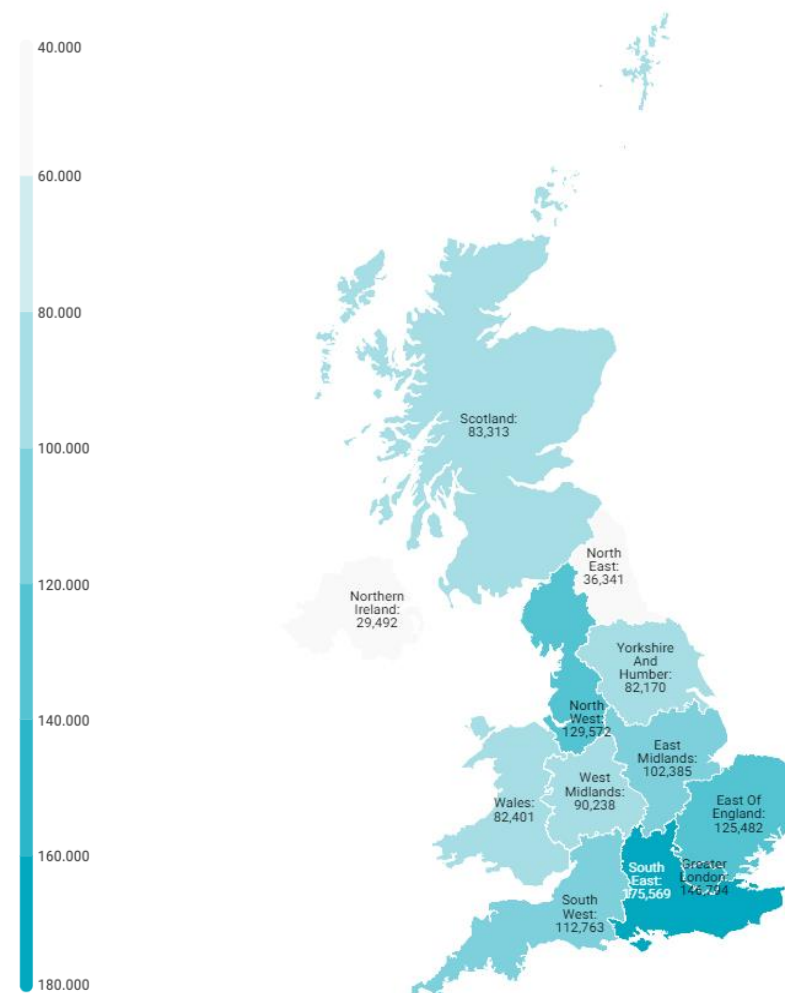 40.000
60.000
80.000
100.000
120.000
140.000
160.000
180.000
Scotland:
83,313
North
East:
36,341
Northern
Ireland:
29,492
Yorkshire
And
Humber:
82,170
North
West:
129,572
East
Midlands:
102,385
West
Midlands:
90,238
Wales:
82,401
East Of
England:
125,482
Greater
London:
146,794
South
East:
175,569
South
West:
112,763